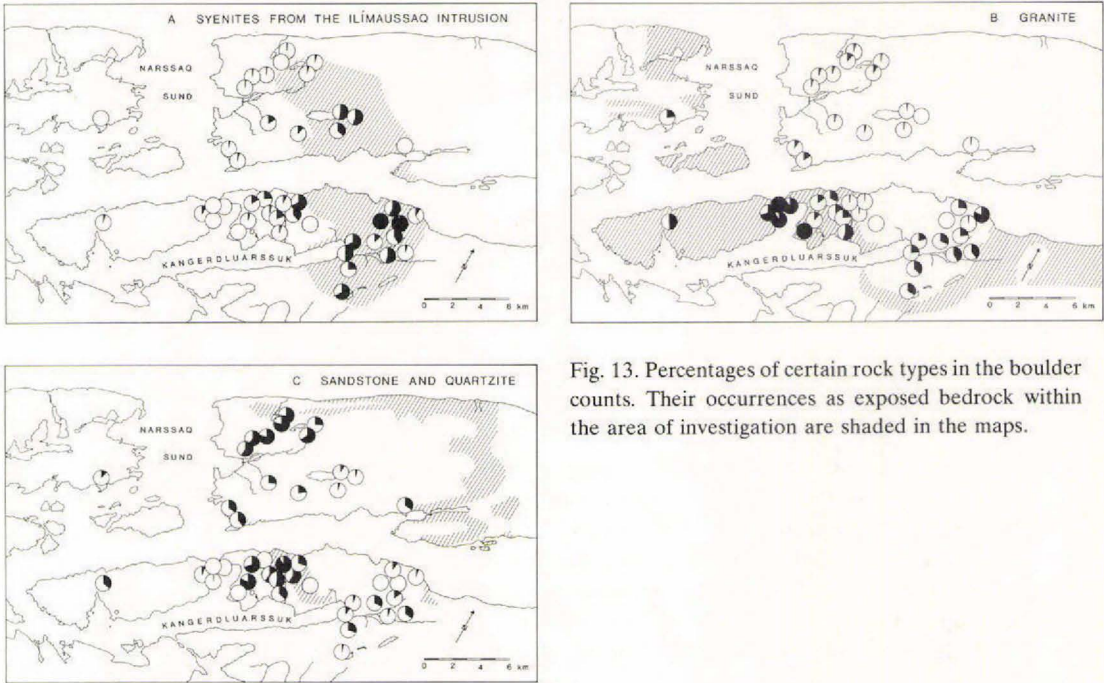 A SYENITES FROM THE ILÍMAUSSAQ INTRUSION
NARSSAQ
SUND
KANGERDLUARSSUK
0 2 4 6 km
B GRANITE
NARSSAQ
SUND
KANGERDLUARSSUK
0 2 4 6 km
C SANDSTONE AND QUARTZITE
NARSSAQ
SUND
KANGERDLUARSSUK
0 2 4 6 km
Fig. 13. Percentages of certain rock types in the boulder
counts. Their occurrences as exposed bedrock within
the area of investigation are shaded in the maps.